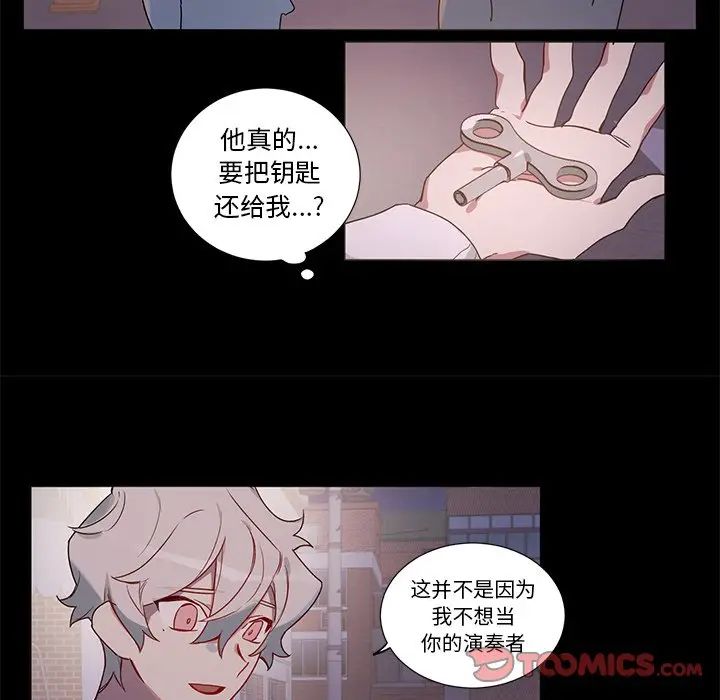 他真的...
要把钥匙
还给我...?
这并不是因为
我不想当
你的演奏者
TOOMICS.COM